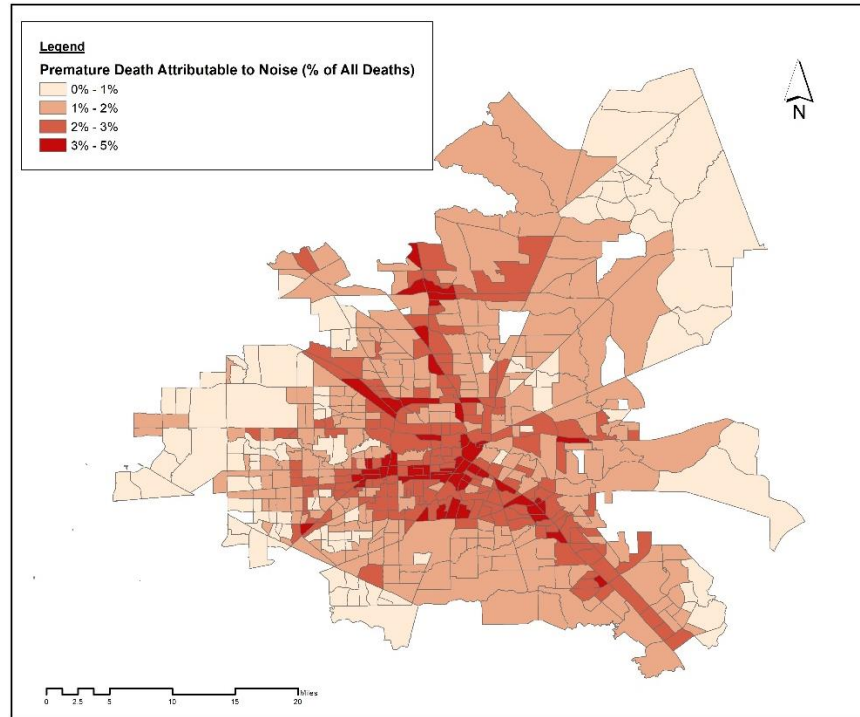 Legend
Premature Death Attributable to Noise (% of All Deaths)
0% - 1%
1% - 2%
2% - 3%
3% - 5%
N
Miles
0 2.5 5 10 15 20